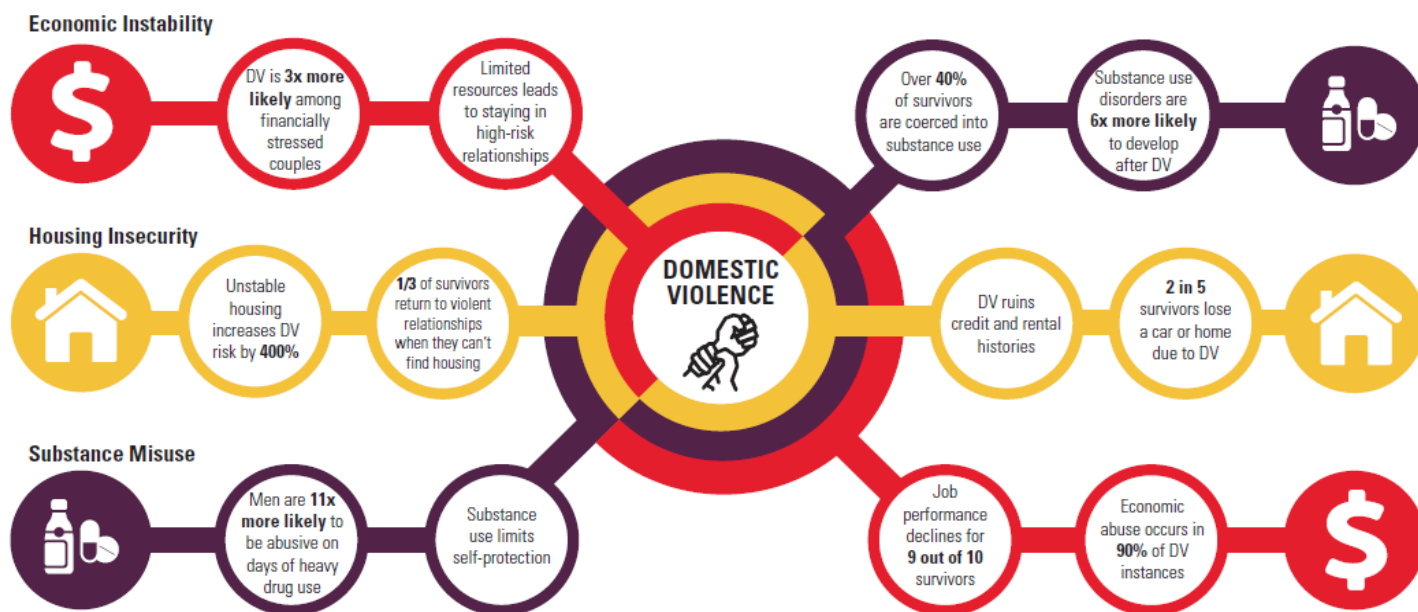 Economic Instability
DV is 3x more
likely among
financially
stressed
couples
Limited
resources leads
to staying in
high-risk
relationships
Over 40%
of survivors
are coerced into
substance use
Substance use
disorders are
6x more likely
to develop
after DV
Housing Insecurity
Unstable
housing
increases DV
risk by 400%
1/3 of survivors
return to violent
relationships
when they can't
find housing
DOMESTIC
VIOLENCE
DV ruins
credit and rental
histories
2 in 5
survivors lose
a car or home
due to DV
Substance Misuse
Men are 11x
more likely to
be abusive on
days of heavy
drug use
Substance
use limits
self-protection
Job
performance
declines for
9 out of 10
survivors
Economic
abuse occurs in
90% of DV
instances